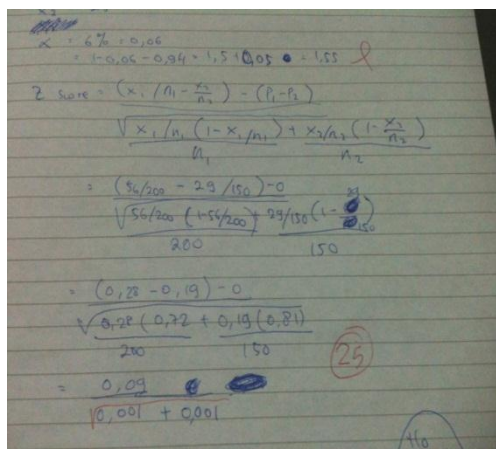 α = 6% = 0,06
= 1-0,06 = 0,94 = 1,5 + 0,05 = 1,55
Z score = (x1/n1 - x2/n2) - (P1-P2)
√ x1/n1 (1 - x1/n1) + x2/n2 (1 - x2/n2)
n1 n2
= (56/200 - 29/150) - 0
√ 56/200 (1-56/200) + 29/150 (1 - 29/150)
200 150
= (0,28 - 0,19) - 0
√ 0,28 (0,72 + 0,19 (0,81)
200 150
25
= 0,09
√ 0,001 + 0,001
Ho